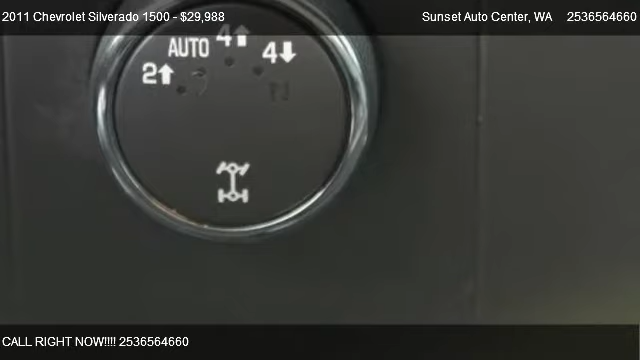 2011 Chevrolet Silverado 1500 - $29,988
Sunset Auto Center, WA 2536564660
4⬆
AUTO
4⬇
2⬆
CALL RIGHT NOW!!!! 2536564660